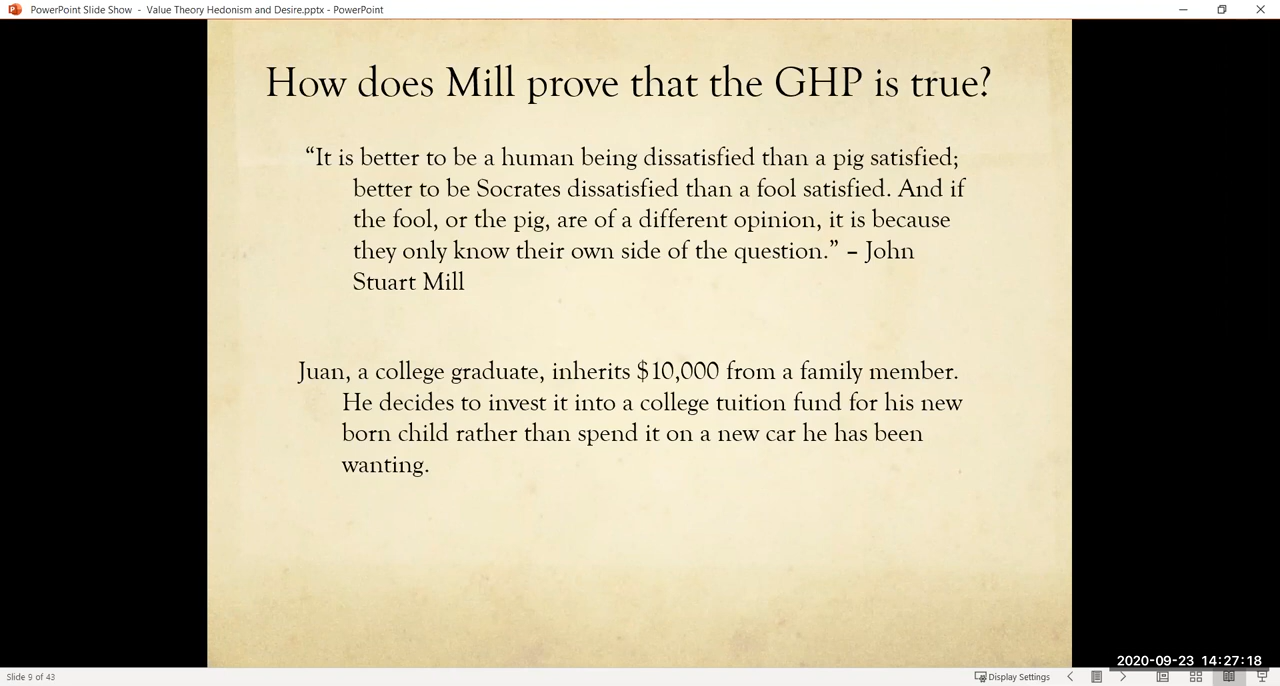 PowerPoint Slide Show - Value Theory Hedonism and Desire.pptx - PowerPoint
How does Mill prove that the GHP is true?
“It is better to be a human being dissatisfied than a pig satisfied;
better to be Socrates dissatisfied than a fool satisfied. And if
the fool, or the pig, are of a different opinion, it is because
they only know their own side of the question.” – John
Stuart Mill
Juan, a college graduate, inherits $10,000 from a family member.
He decides to invest it into a college tuition fund for his new
born child rather than spend it on a new car he has been
wanting.
2020-09-23 14:27:18
Slide 9 of 43
Display Settings